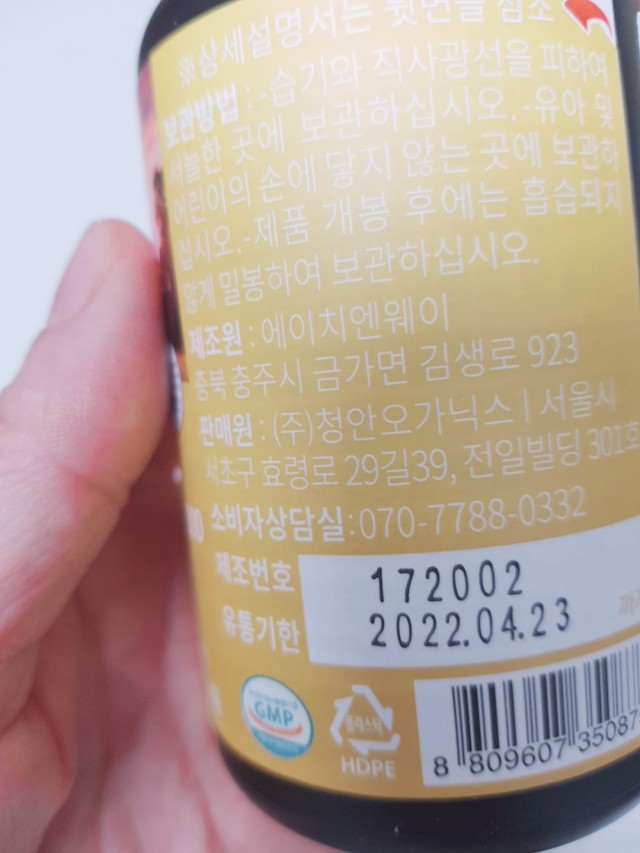 ※상세설명서는 뒷면을 참조
보관방법 : -습기와 직사광선을 피하여
서늘한 곳에 보관하십시오.-유아 및
어린이의 손에 닿지 않는 곳에 보관하
십시오.-제품 개봉 후에는 흡습되지
않게 밀봉하여 보관하십시오.
제조원 : 에이치엔웨이
충북 충주시 금가면 김생로 923
판매원 : (주)청안오가닉스 | 서울시
서초구 효령로 29길39, 전일빌딩 301호
소비자상담실:070-7788-0332
제조번호 172002
유통기한 2022.04.23
GMP
플라스틱
HDPE
8 809607 35087